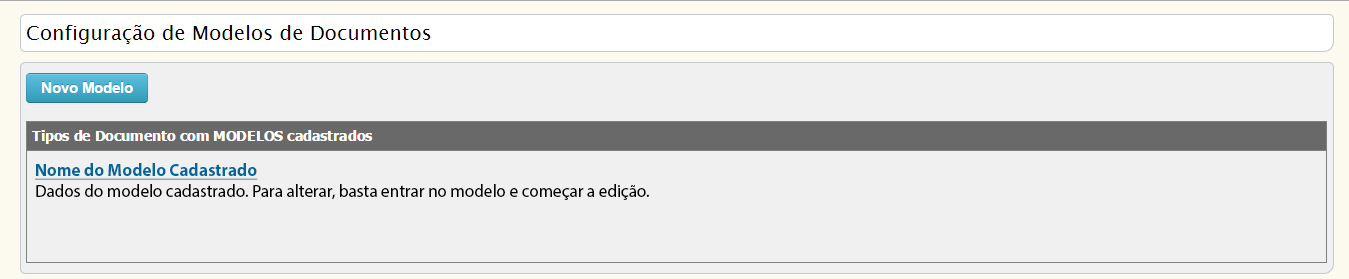 Configuração de Modelos de Documentos
Novo Modelo
Tipos de Documento com MODELOS cadastrados
Nome do Modelo Cadastrado
Dados do modelo cadastrado. Para alterar, basta entrar no modelo e começar a edição.